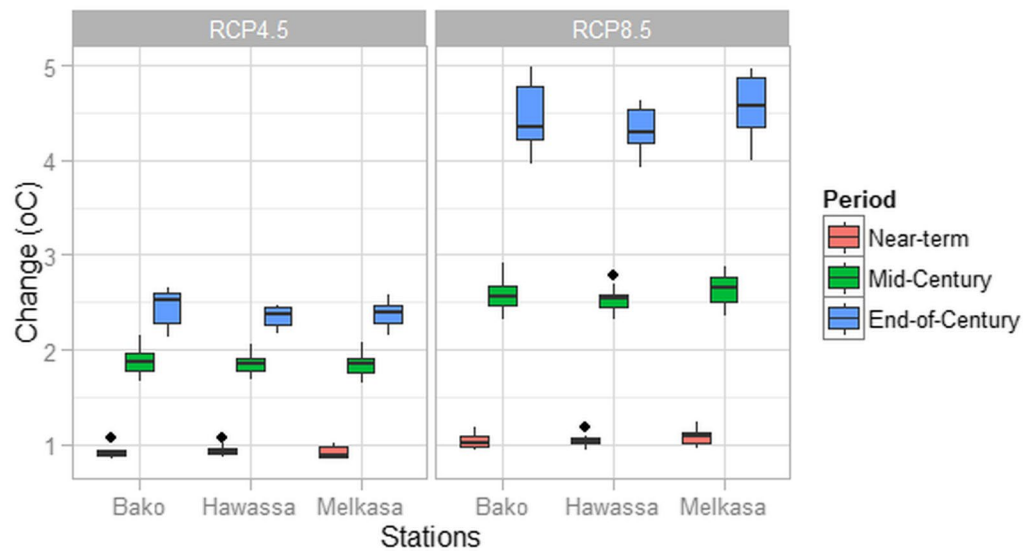 RCP4.5 RCP8.5
5
4
3
2
1
Change (oC)
Bako Hawassa Melkasa Bako Hawassa Melkasa
Stations
Period
Near-term
Mid-Century
End-of-Century